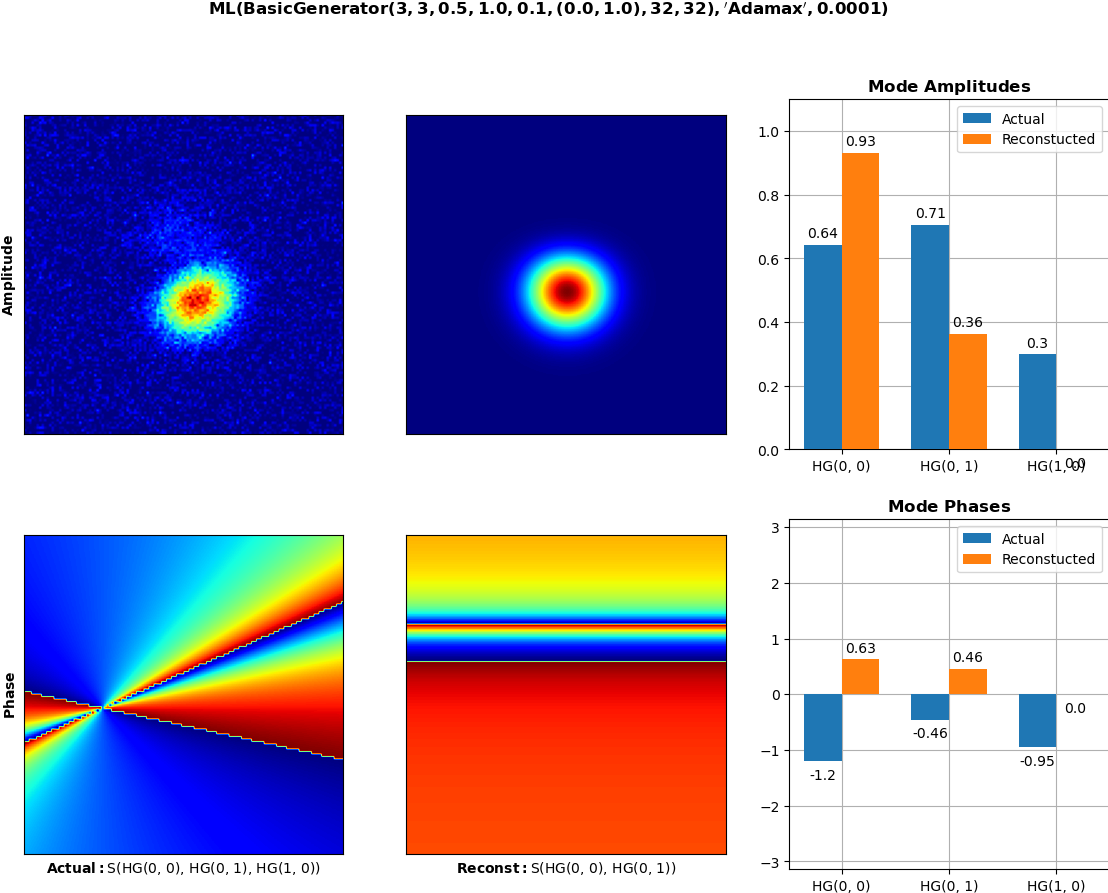 ML(BasicGenerator(3, 3, 0.5, 1.0, 0.1, (0.0, 1.0), 32, 32), ′Adamax′, 0.0001)
Mode Amplitudes
Amplitude
1.0
0.8
0.6
0.4
0.2
0.0
Actual
Reconstucted
0.64
0.93
0.71
0.36
0.3
0.0
HG(0, 0)
HG(0, 1)
HG(1, 0)
Mode Phases
Phase
3
2
1
0
−1
−2
−3
Actual
Reconstucted
-1.2
0.63
-0.46
0.46
-0.95
0.0
HG(0, 0)
HG(0, 1)
HG(1, 0)
Actual: S(HG(0, 0), HG(0, 1), HG(1, 0))
Reconst: S(HG(0, 0), HG(0, 1))